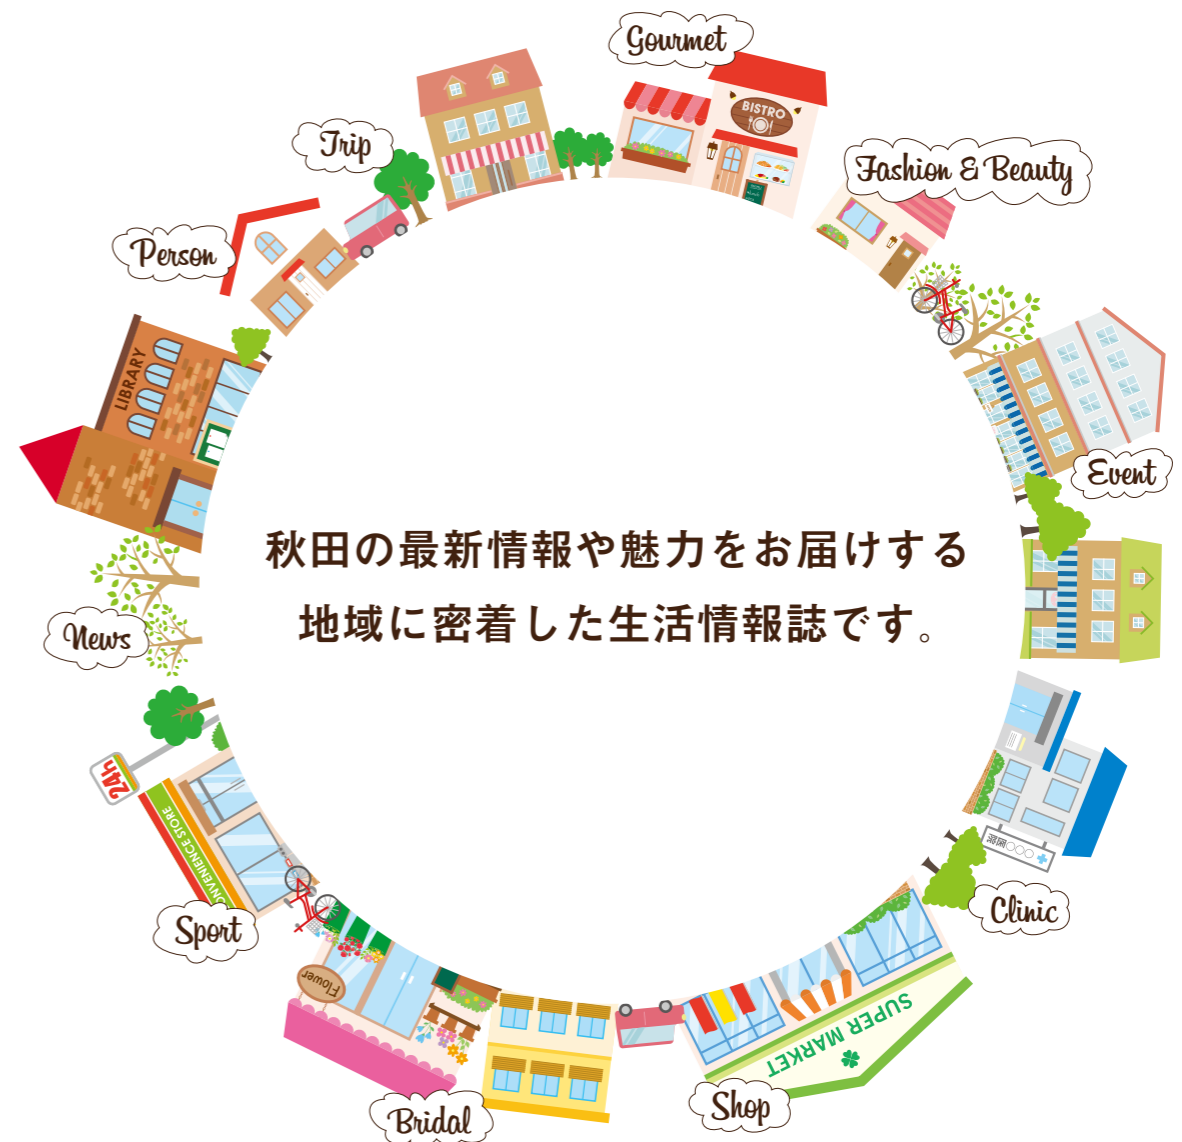 Gourmet
BISTRO
Trip
Fashion & Beauty
Person
LIBRARY
Event
秋田の最新情報や魅力をお届けする
地域に密着した生活情報誌です。
News
24h
CONVENIENCE STORE
Clinic
Sport
Flower
SUPER MARKET
Shop
Bridal